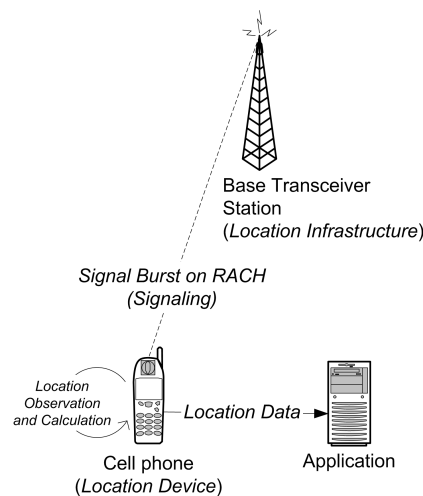 Base Transceiver
Station
(Location Infrastructure)
Signal Burst on RACH
(Signaling)
Location
Observation
and Calculation
Location Data
Cell phone
(Location Device)
Application